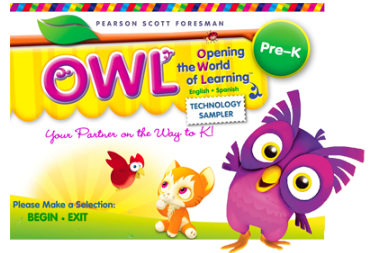 PEARSON SCOTT FORESMAN
OWL
Opening
the World
of Learning™
English • Spanish
TECHNOLOGY
SAMPLER
Pre–K
Your Partner on the Way to K!
Please Make a Selection:
BEGIN • EXIT